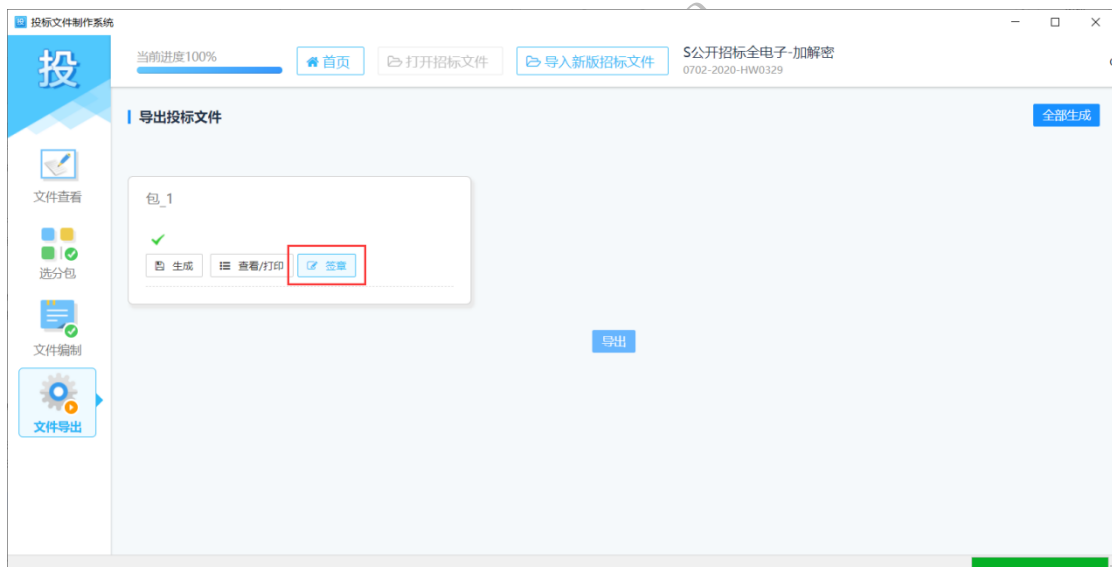 投标文件制作系统
投
当前进度100%
首页
打开招标文件
导入新版招标文件
S公开招标全电子-加解密
0702-2020-HW0329
导出投标文件
全部生成
文件查看
选分包
文件编制
文件导出
包_1
生成
查看/打印
签章
导出